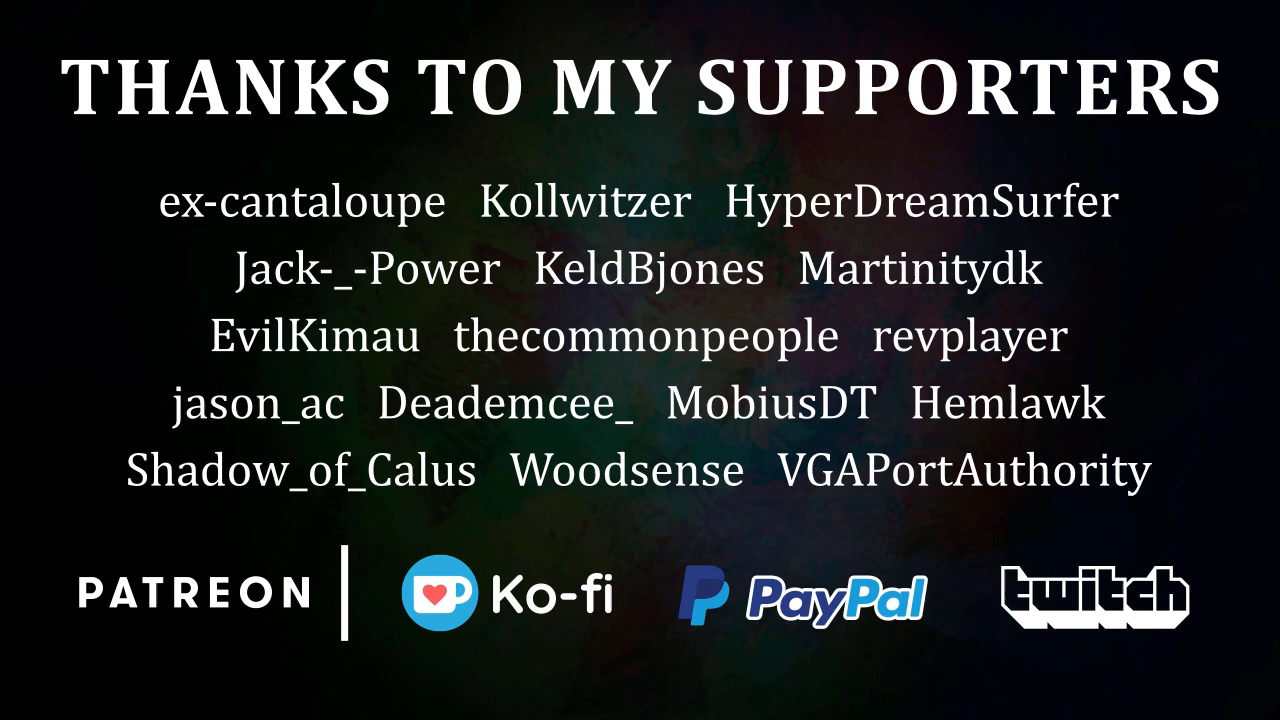 THANKS TO MY SUPPORTERS
ex-cantaloupe Kollwitzer HyperDreamSurfer
Jack-_-Power KeldBjones Martinitydk
EvilKimau thecommonpeople revplayer
jason_ac Deademcee_ MobiusDT Hemlawk
Shadow_of_Calus Woodsense VGAPortAuthority
PATREON Ko-fi PayPal twitch